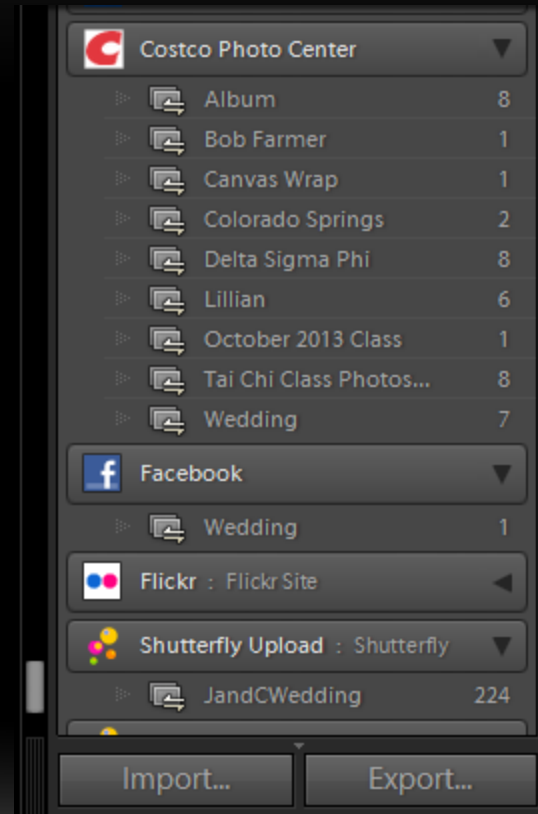 Costco Photo Center
Album 8
Bob Farmer 1
Canvas Wrap 1
Colorado Springs 2
Delta Sigma Phi 8
Lillian 6
October 2013 Class 1
Tai Chi Class Photos... 8
Wedding 7
Facebook
Wedding 1
Flickr : Flickr Site
Shutterfly Upload : Shutterfly
JandCWedding 224
Import... Export...